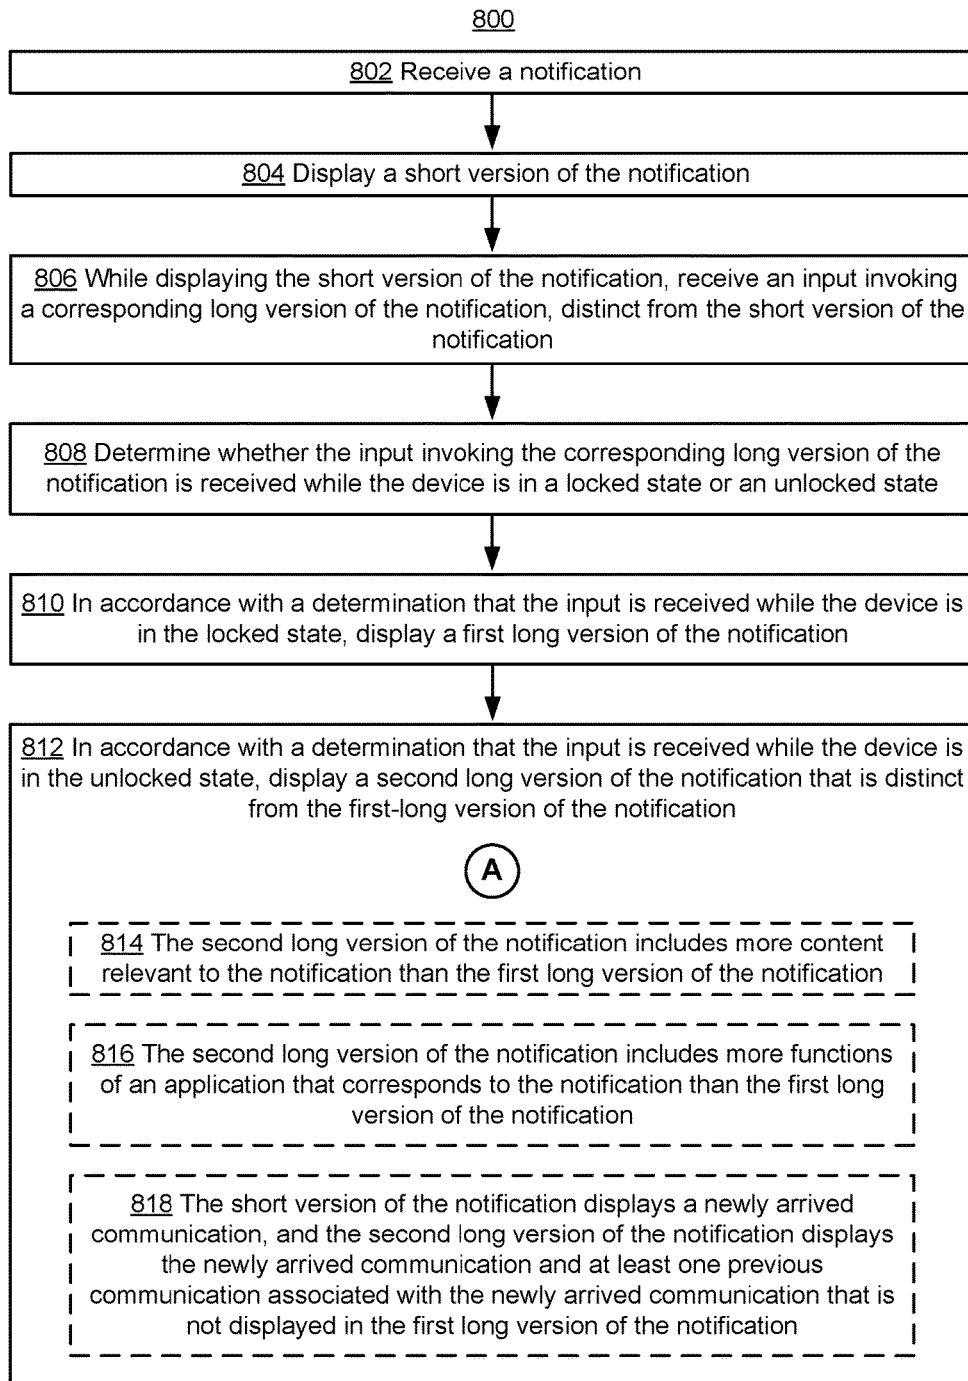 800
802 Receive a notification
804 Display a short version of the notification
806 While displaying the short version of the notification, receive an input invoking
a corresponding long version of the notification, distinct from the short version of the
notification
808 Determine whether the input invoking the corresponding long version of the
notification is received while the device is in a locked state or an unlocked state
810 In accordance with a determination that the input is received while the device is
in the locked state, display a first long version of the notification
812 In accordance with a determination that the input is received while the device is
in the unlocked state, display a second long version of the notification that is distinct
from the first-long version of the notification
A
814 The second long version of the notification includes more content
relevant to the notification than the first long version of the notification
816 The second long version of the notification includes more functions
of an application that corresponds to the notification than the first long
version of the notification
818 The short version of the notification displays a newly arrived
communication, and the second long version of the notification displays
the newly arrived communication and at least one previous
communication associated with the newly arrived communication that is
not displayed in the first long version of the notification